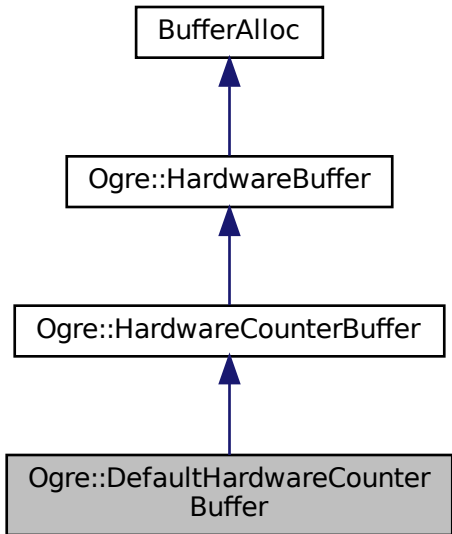 BufferAlloc
Ogre::HardwareBuffer
Ogre::HardwareCounterBuffer
Ogre::DefaultHardwareCounter
Buffer